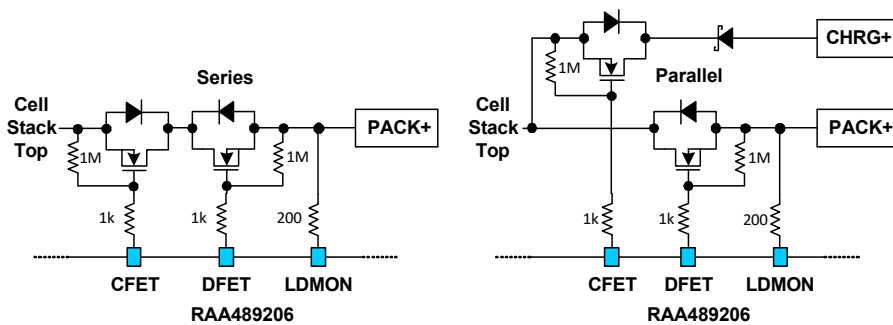 Series
Cell
Stack
Top
1M
1M
PACK+
1k
1k
200
CFET
DFET
LDMON
RAA489206
CHRG+
1M
Parallel
Cell
Stack
Top
PACK+
1M
1k
1k
200
CFET
DFET
LDMON
RAA489206